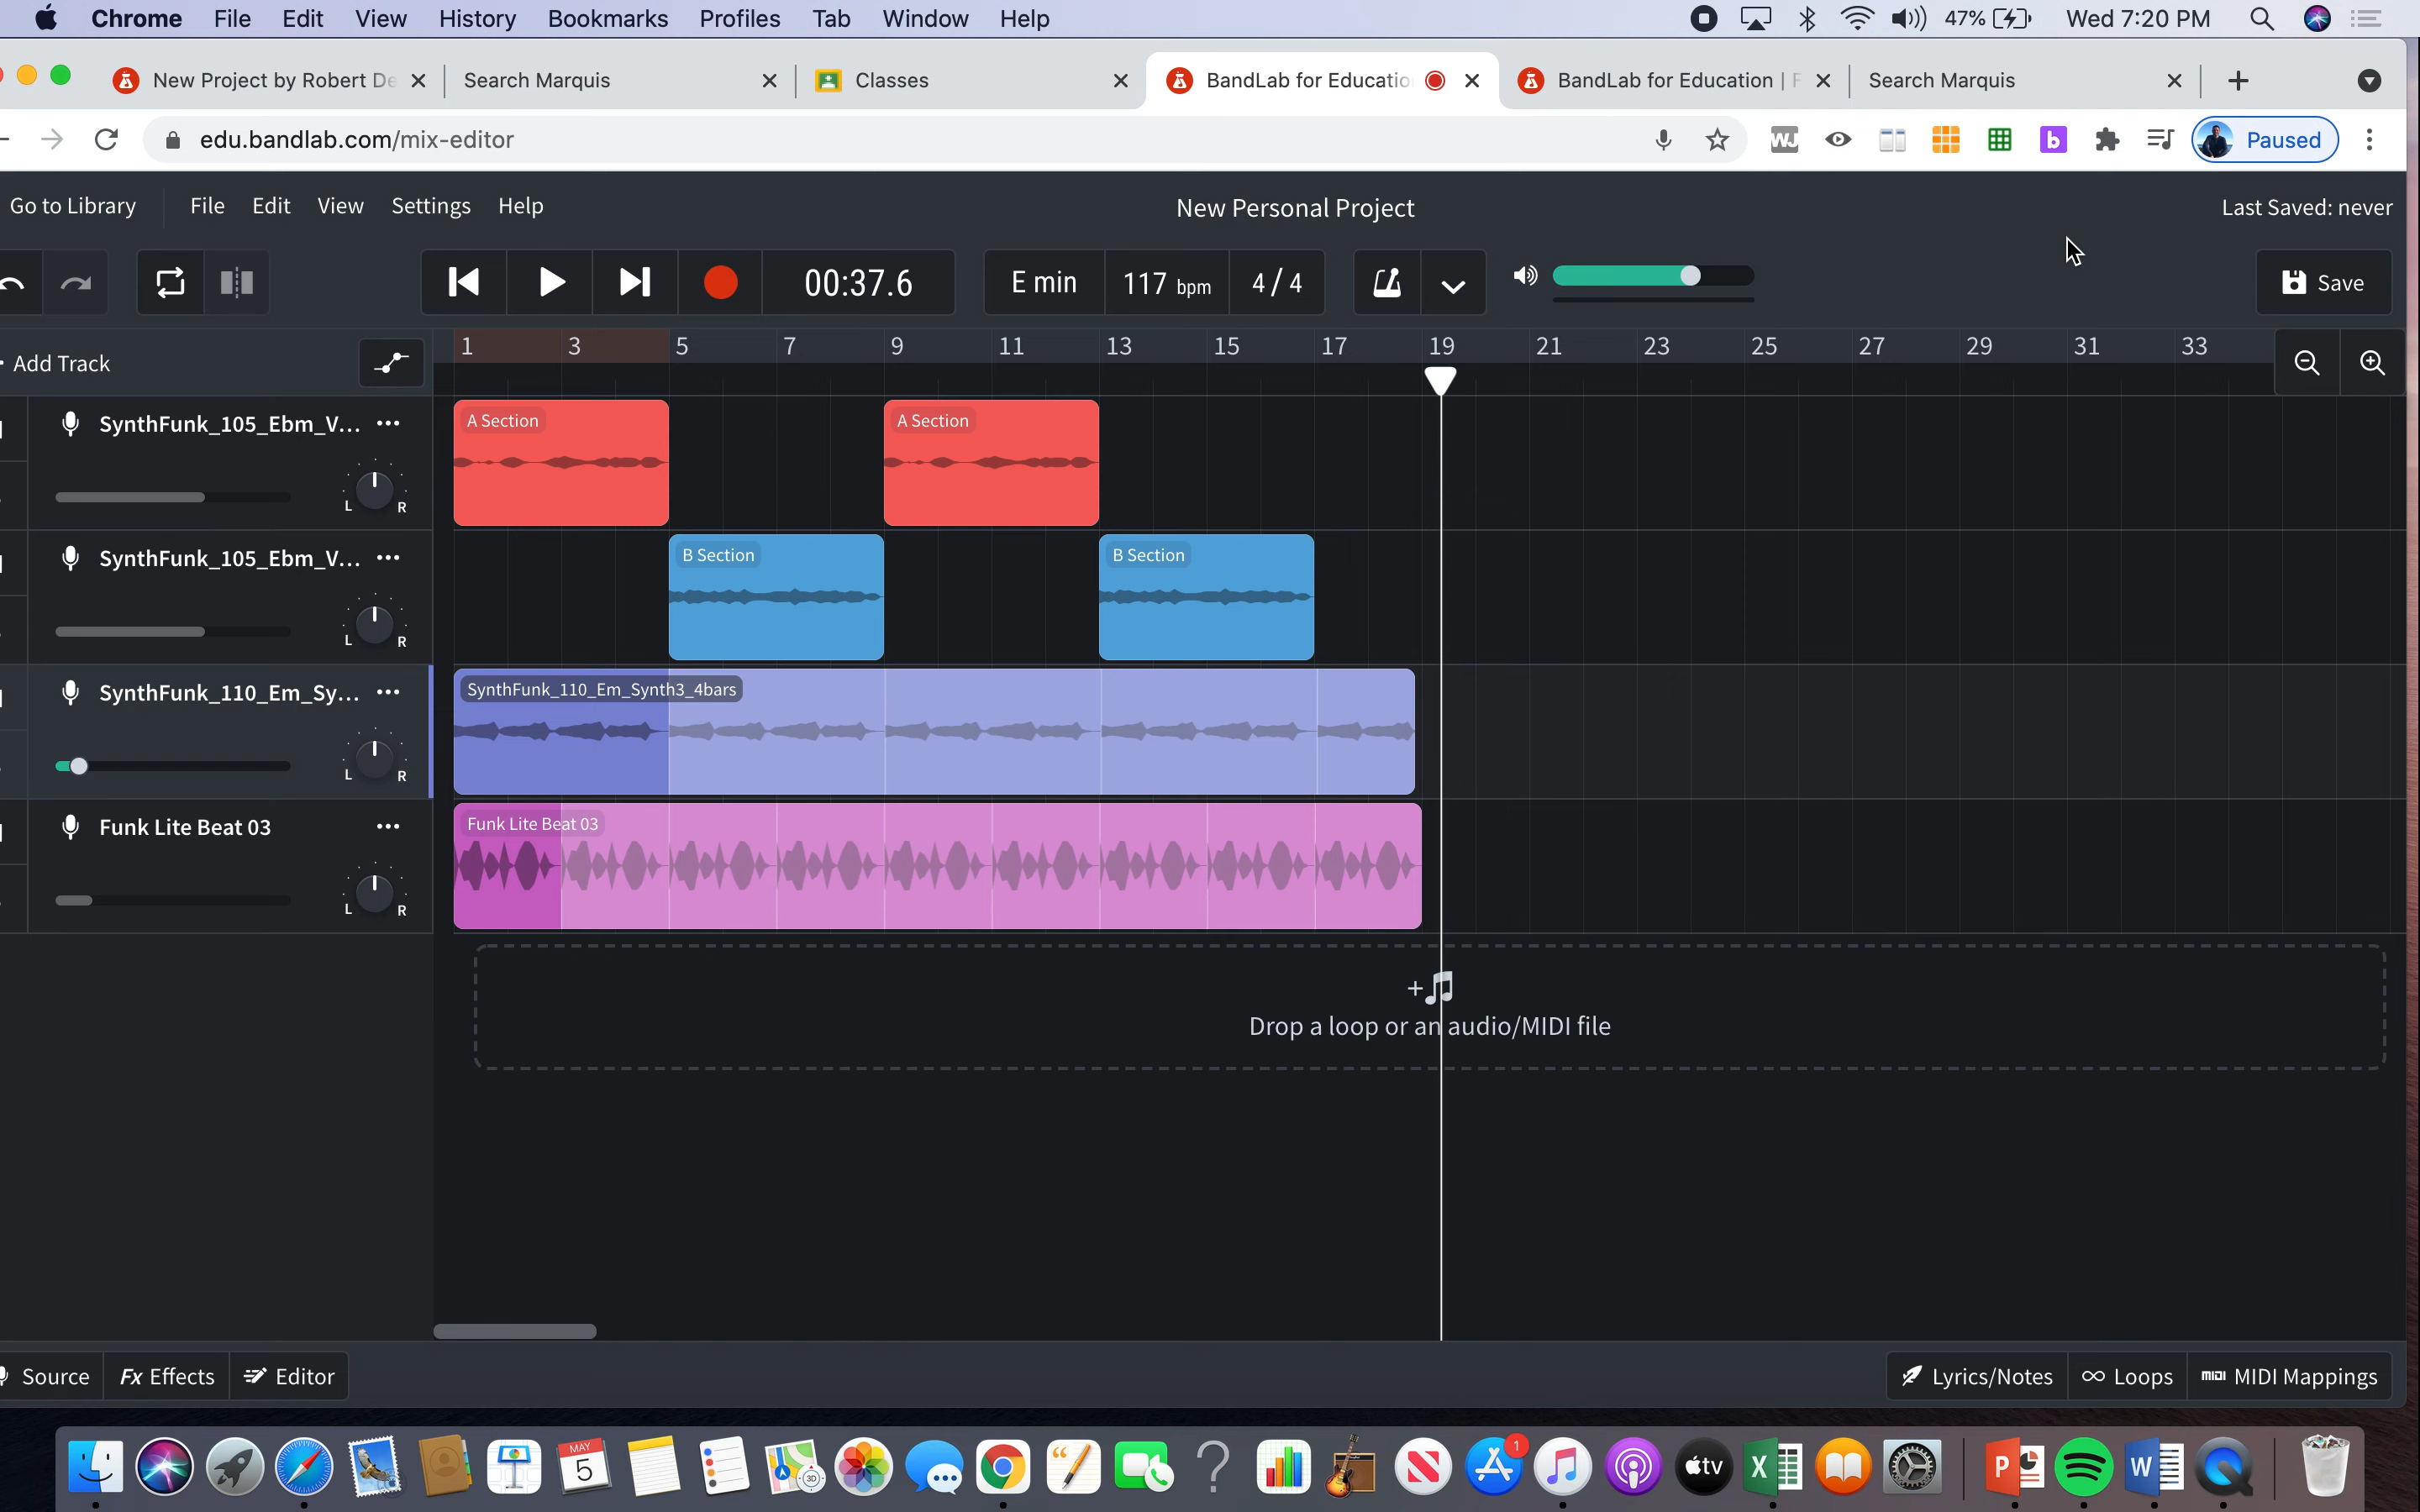 Chrome File Edit View History Bookmarks Profiles Tab Window Help 47% Wed 7:20 PM
New Project by Robert De Search Marquis Classes BandLab for Educatio BandLab for Education | Search Marquis
edu.bandlab.com/mix-editor WJ b Paused
Go to Library File Edit View Settings Help New Personal Project Last Saved: never
00:37.6 E min 117 bpm 4/4 Save
Add Track 1 3 5 7 9 11 13 15 17 19 21 23 25 27 29 31 33
SynthFunk_105_Ebm_V... A Section A Section
L R
SynthFunk_105_Ebm_V... B Section B Section
L R
SynthFunk_110_Em_Sy... SynthFunk_110_Em_Synth3_4bars
L R
Funk Lite Beat 03 Funk Lite Beat 03
L R
Drop a loop or an audio/MIDI file
Source Fx Effects Editor Lyrics/Notes Loops MIDI MIDI Mappings
MAY 5 3D 1 tv X P W